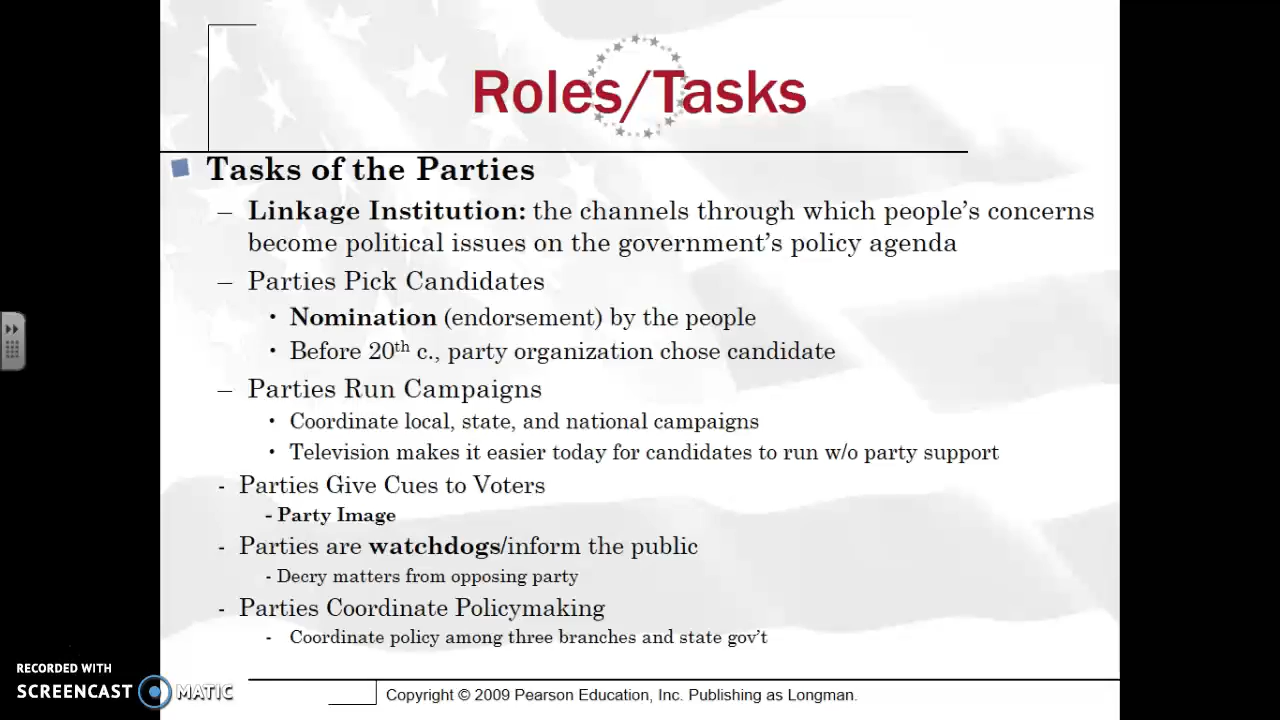 Roles/Tasks
Tasks of the Parties
– Linkage Institution: the channels through which people's concerns
become political issues on the government's policy agenda
– Parties Pick Candidates
• Nomination (endorsement) by the people
• Before 20th c., party organization chose candidate
– Parties Run Campaigns
• Coordinate local, state, and national campaigns
• Television makes it easier today for candidates to run w/o party support
- Parties Give Cues to Voters
- Party Image
- Parties are watchdogs/inform the public
- Decry matters from opposing party
- Parties Coordinate Policymaking
- Coordinate policy among three branches and state gov't
RECORDED WITH
SCREENCAST MATIC
Copyright © 2009 Pearson Education, Inc. Publishing as Longman.